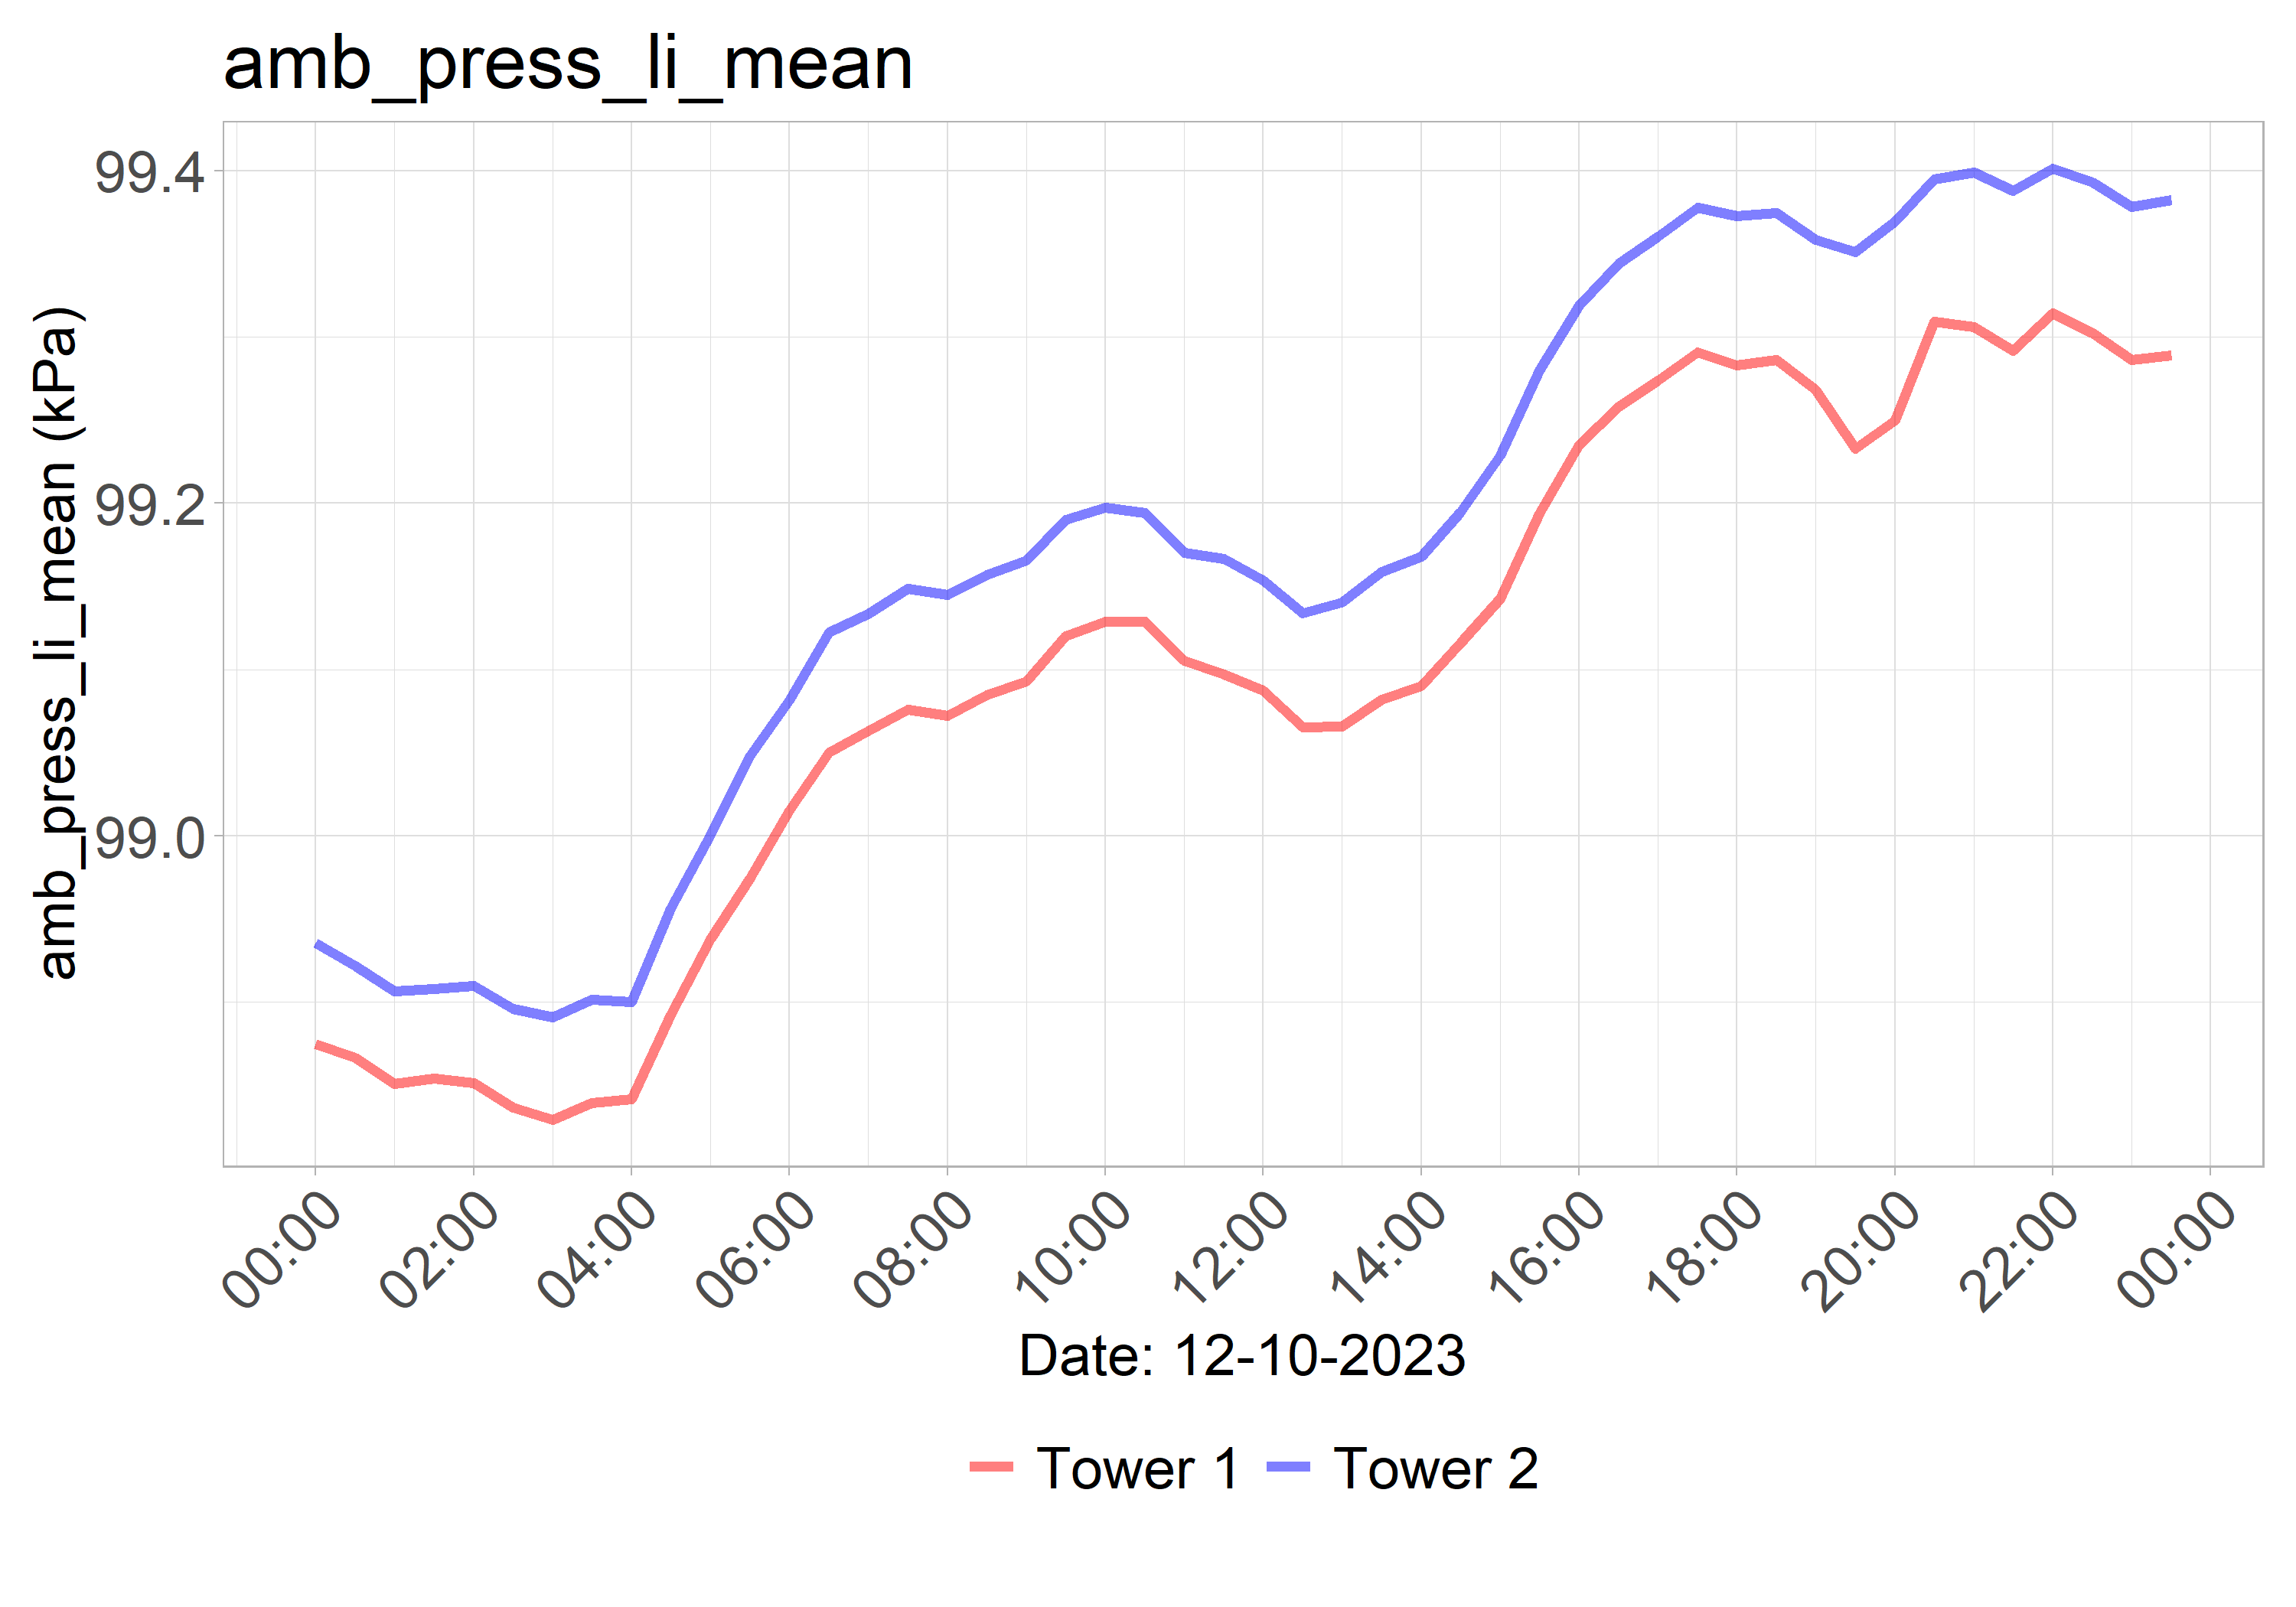 amb_press_li_mean
amb_press_li_mean (kPa)
99.4
99.2
99.0
00:00 02:00 04:00 06:00 08:00 10:00 12:00 14:00 16:00 18:00 20:00 22:00 00:00
Date: 12-10-2023
Tower 1 Tower 2